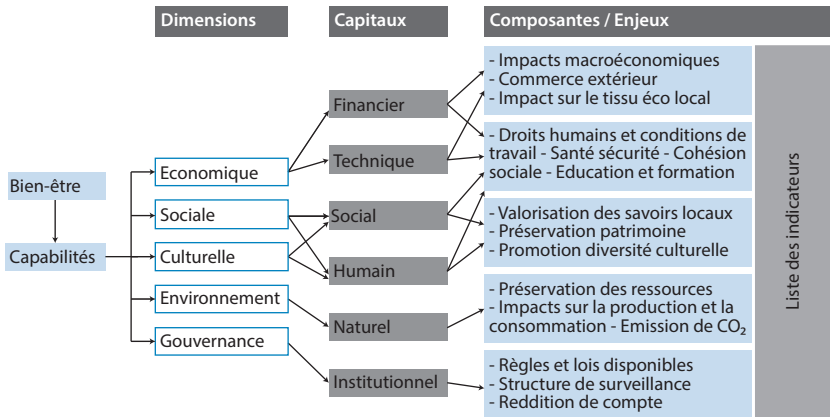 Dimensions
Capitaux
Composantes / Enjeux
Bien-être
Capabilités
Economique
Sociale
Culturelle
Environnement
Gouvernance
Financier
Technique
Social
Humain
Naturel
Institutionnel
- Impacts macroéconomiques
- Commerce extérieur
- Impact sur le tissu éco local
- Droits humains et conditions de
travail - Santé sécurité - Cohésion
sociale - Education et formation
- Valorisation des savoirs locaux
- Préservation patrimoine
- Promotion diversité culturelle
- Préservation des ressources
- Impacts sur la production et la
consommation - Emission de CO₂
- Règles et lois disponibles
- Structure de surveillance
- Reddition de compte
Liste des indicateurs